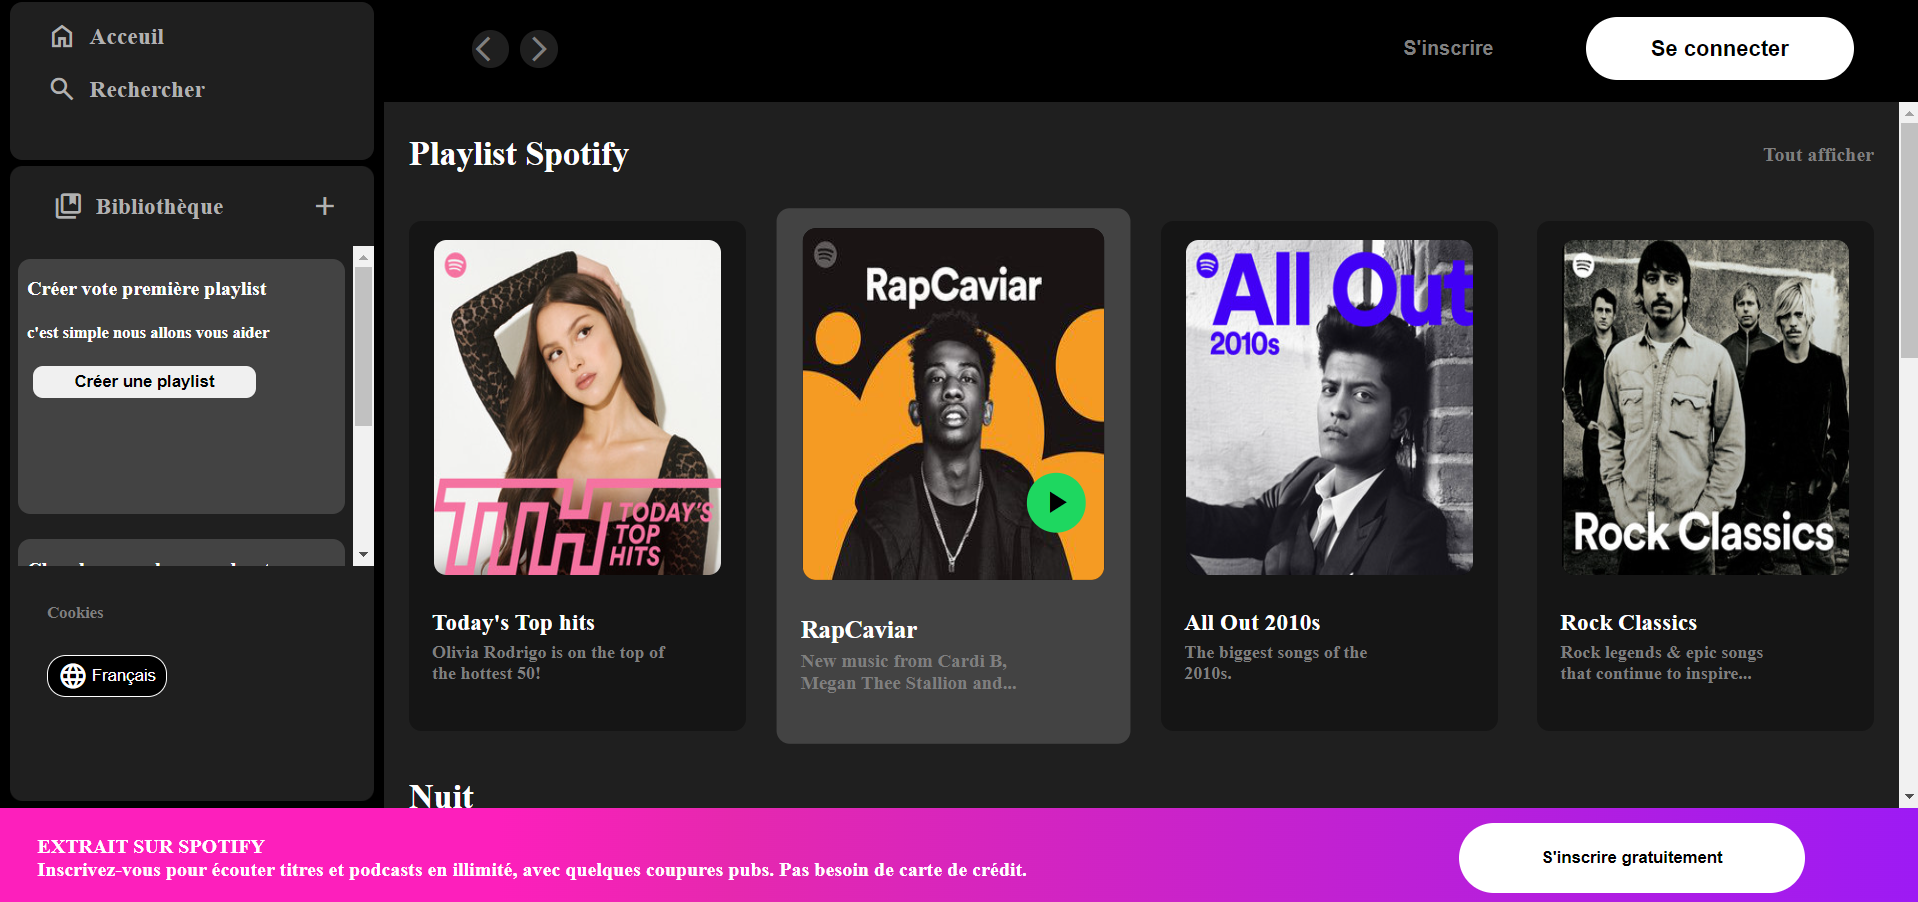 Acceuil
Rechercher
S'inscrire
Se connecter
Bibliothèque
Créer vote première playlist
c'est simple nous allons vous aider
Créer une playlist
Cookies
Français
Playlist Spotify
Tout afficher
TTH
TODAY'S
TOP
HITS
Today's Top hits
Olivia Rodrigo is on the top of
the hottest 50!
RapCaviar
RapCaviar
New music from Cardi B,
Megan Thee Stallion and...
All Out
2010s
All Out 2010s
The biggest songs of the
2010s.
Rock Classics
Rock Classics
Rock legends & epic songs
that continue to inspire...
Nuit
EXTRAIT SUR SPOTIFY
Inscrivez-vous pour écouter titres et podcasts en illimité, avec quelques coupures pubs. Pas besoin de carte de crédit.
S'inscrire gratuitement